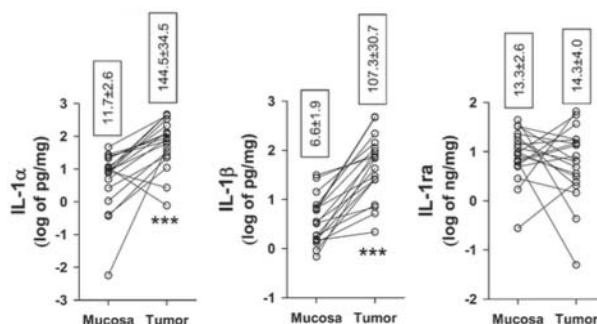 11.7±2.6
144.5±34.5
IL-1α
(log of pg/mg)
3
2
1
0
-1
-2
-3
Mucosa
Tumor
***
6.6±1.9
107.3±30.7
IL-1β
(log of pg/mg)
3
2
1
0
-1
Mucosa
Tumor
***
13.3±2.6
14.3±4.0
IL-1ra
(log of ng/mg)
2
1
0
-1
-2
Mucosa
Tumor